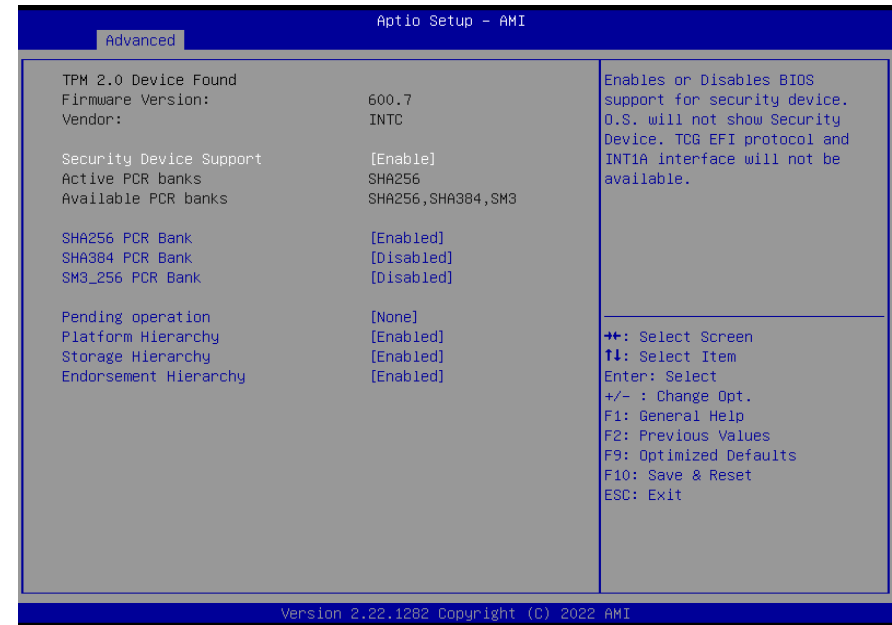 Aptio Setup – AMI
Advanced
TPM 2.0 Device Found
Firmware Version: 600.7
Vendor: INTC
Security Device Support [Enable]
Active PCR banks SHA256
Available PCR banks SHA256,SHA384,SM3
SHA256 PCR Bank [Enabled]
SHA384 PCR Bank [Disabled]
SM3_256 PCR Bank [Disabled]
Pending operation [None]
Platform Hierarchy [Enabled]
Storage Hierarchy [Enabled]
Endorsement Hierarchy [Enabled]
Enables or Disables BIOS
support for security device.
O.S. will not show Security
Device. TCG EFI protocol and
INT1A interface will not be
available.
→←: Select Screen
↑↓: Select Item
Enter: Select
+/- : Change Opt.
F1: General Help
F2: Previous Values
F9: Optimized Defaults
F10: Save & Reset
ESC: Exit
Version 2.22.1282 Copyright (C) 2022 AMI